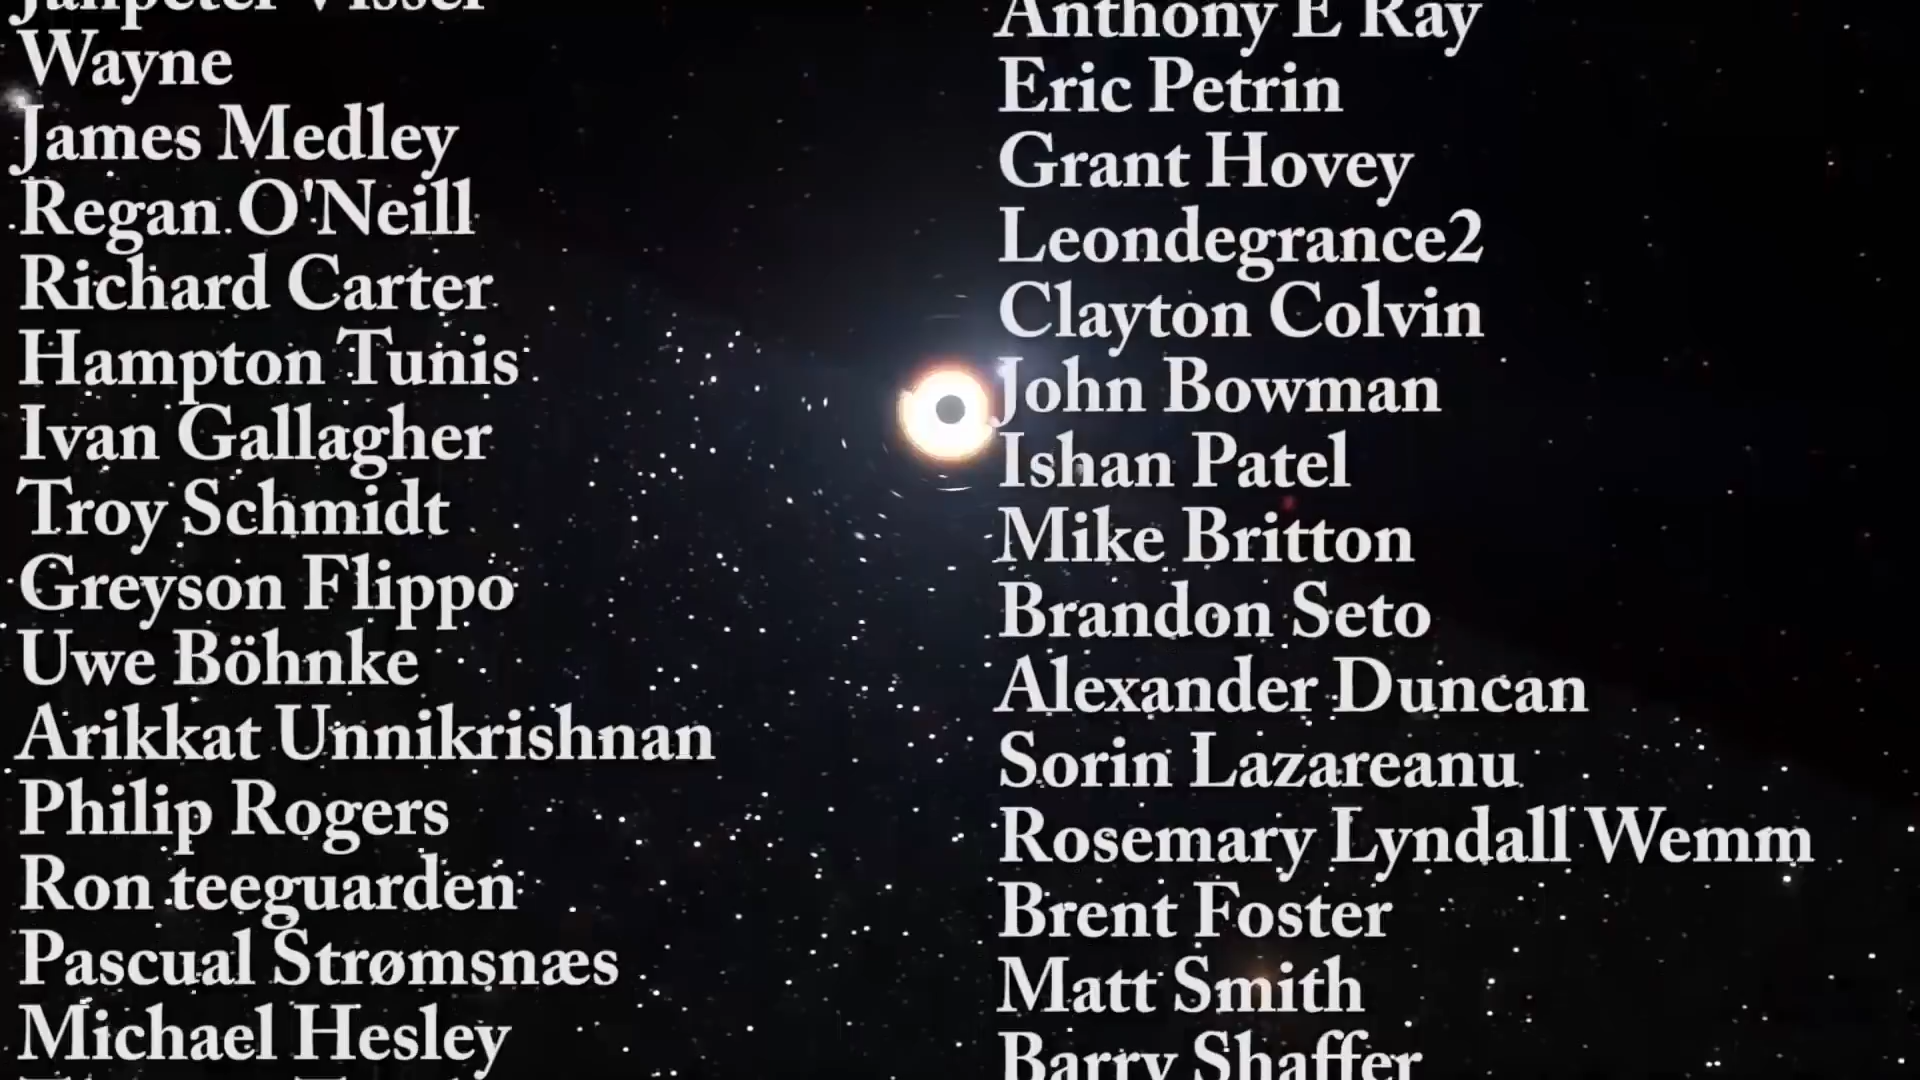 Janpeter Visser
Wayne
James Medley
Regan O'Neill
Richard Carter
Hampton Tunis
Ivan Gallagher
Troy Schmidt
Greyson Flippo
Uwe Böhnke
Arikkat Unnikrishnan
Philip Rogers
Ron teeguarden
Pascual Strømsnæs
Michael Hesley
Anthony E Ray
Eric Petrin
Grant Hovey
Leondegrance2
Clayton Colvin
John Bowman
Ishan Patel
Mike Britton
Brandon Seto
Alexander Duncan
Sorin Lazareanu
Rosemary Lyndall Wemm
Brent Foster
Matt Smith
Barry Shaffer